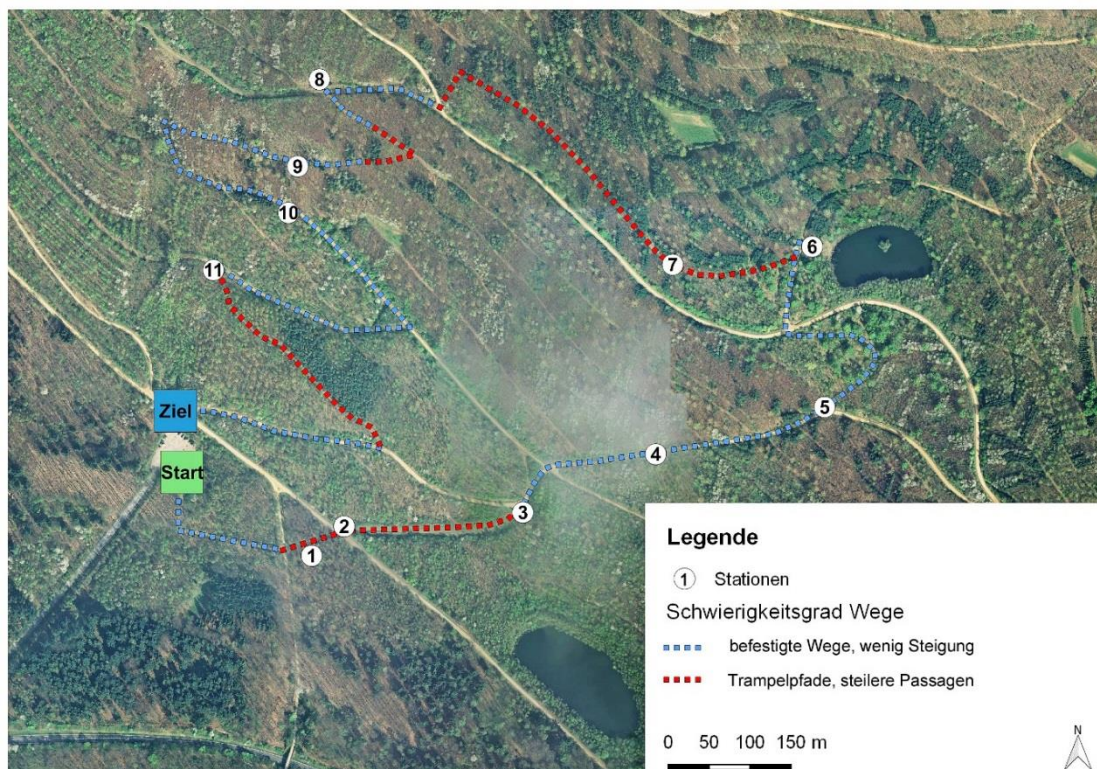 8
9
10
6
7
11
Ziel
5
Start
4
3
2
1
Legende
1 Stationen
Schwierigkeitsgrad Wege
befestigte Wege, wenig Steigung
Trampelpfade, steilere Passagen
0 50 100 150 m
N